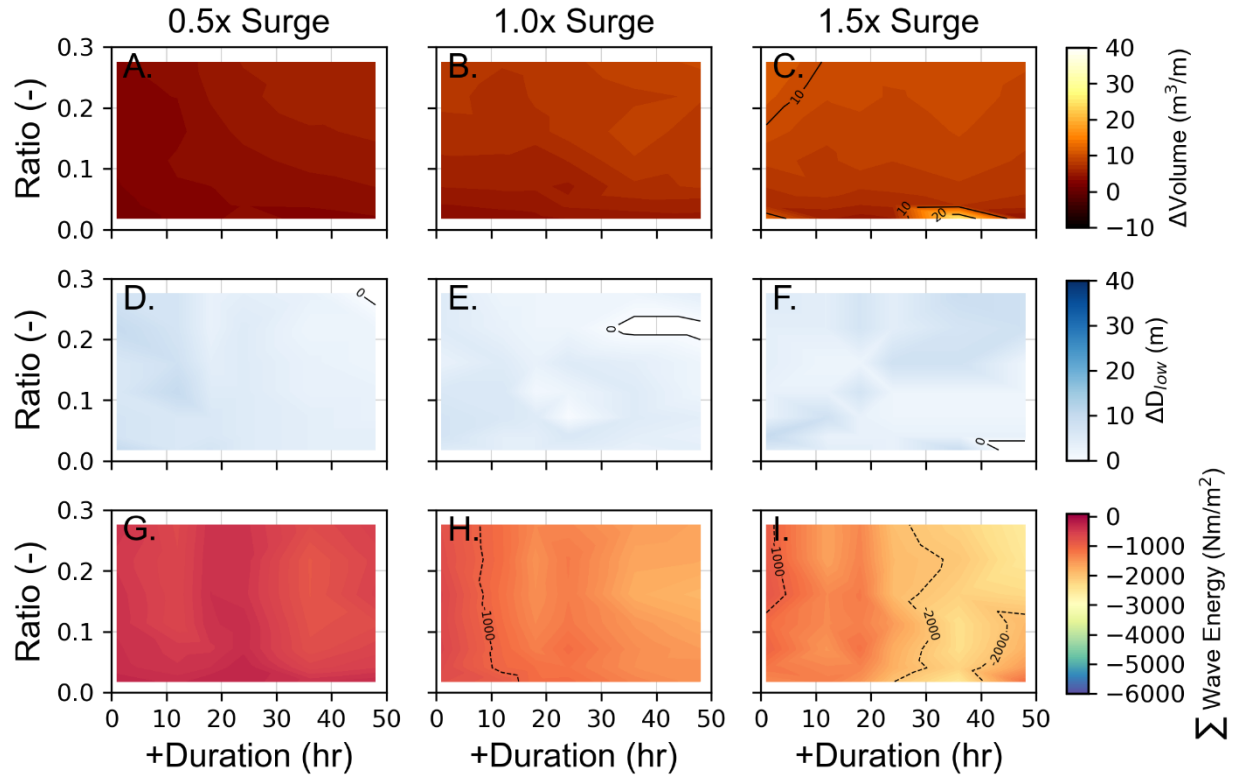 0.5x Surge 1.0x Surge 1.5x Surge
0.3 A. B. C. 10 40
0.2 30
Ratio (-) 20 ΔVolume (m³/m)
0.1 10
10 20 0
0.0 −10
0.3 D. 0 E. F. 40
0.2 0 30
Ratio (-) 20 ΔD_low (m)
0.1 10
0 0
0.0
0.3 G. H. I. 0
−1000
0.2 1000 −2000
Ratio (-) 1000 −3000 ∑ Wave Energy (Nm/m²)
0.1 -2000 -2000 −4000
−5000
0.0 −6000
0 10 20 30 40 50 0 10 20 30 40 50 0 10 20 30 40 50
+Duration (hr) +Duration (hr) +Duration (hr)